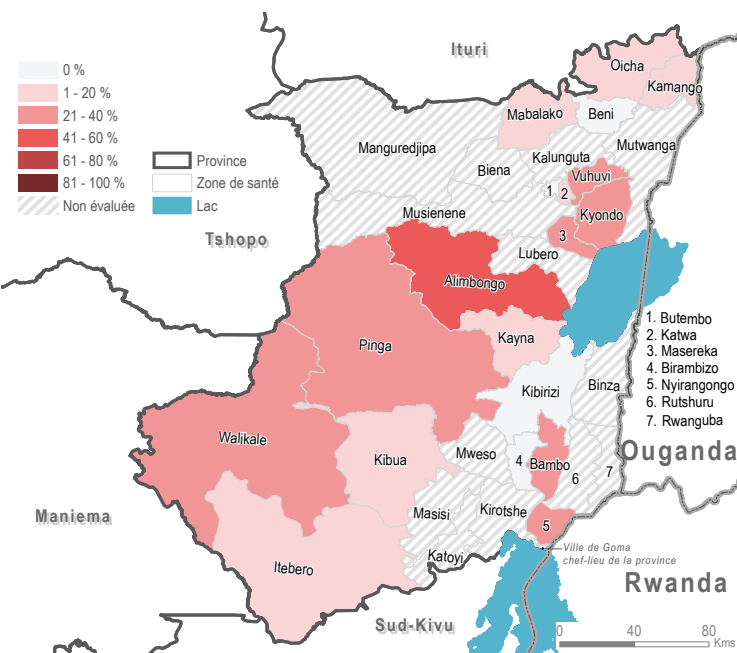 Ituri
0 %
1 - 20 %
21 - 40 %
41 - 60 %
61 - 80 %
81 - 100 %
Non évaluée
Province
Zone de santé
Lac
Oicha
Kamango
Mabalako
Beni
Mutwanga
Manguredjipa
Kalunguta
Biena
Vuhuvi
1
2
Kyondo
Musienene
3
Tshopo
Lubero
Alimbongo
Kayna
Pinga
Kibirizi
Binza
1. Butembo
2. Katwa
3. Masereka
4. Birambizo
5. Nyirangongo
6. Rutshuru
7. Rwanguba
Walikale
Kibua
Mweso
4
Bambo
6
7
Ouganda
Maniema
Masisi
Kirotshe
5
Katoyi
Itebero
Ville de Goma
chef-lieu de la province
Rwanda
Sud-Kivu
0 40 80
Kms